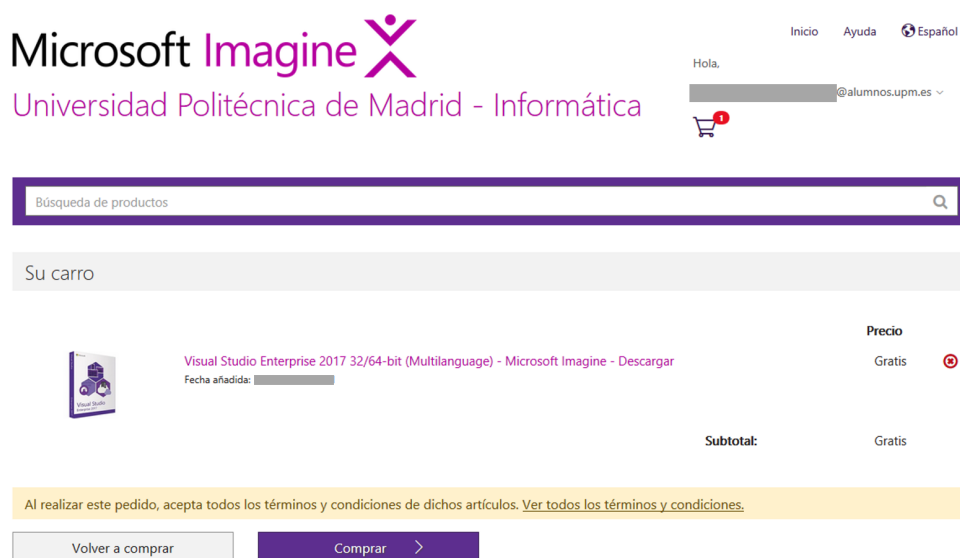 Microsoft Imagine
Universidad Politécnica de Madrid - Informática
Inicio Ayuda Español
Hola,
@alumnos.upm.es
1
Búsqueda de productos
Su carro
Precio
Visual Studio Enterprise 2017 32/64-bit (Multilanguage) - Microsoft Imagine - Descargar Gratis
Fecha añadida:
Visual Studio
Subtotal: Gratis
Al realizar este pedido, acepta todos los términos y condiciones de dichos artículos. Ver todos los términos y condiciones.
Volver a comprar Comprar